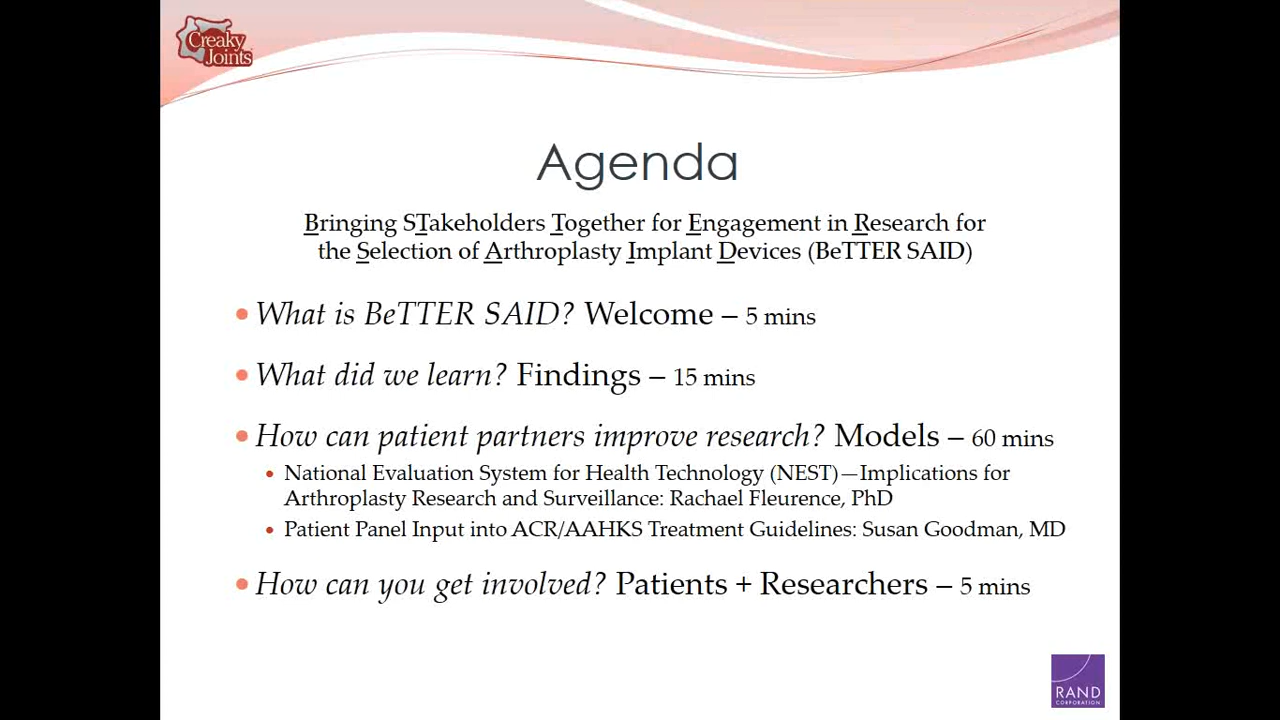 Creaky
Joints
Agenda
Bringing STakeholders Together for Engagement in Research for
the Selection of Arthroplasty Implant Devices (BeTTER SAID)
What is BeTTER SAID? Welcome – 5 mins
What did we learn? Findings – 15 mins
How can patient partners improve research? Models – 60 mins
National Evaluation System for Health Technology (NEST)—Implications for
Arthroplasty Research and Surveillance: Rachael Fleurence, PhD
Patient Panel Input into ACR/AAHKS Treatment Guidelines: Susan Goodman, MD
How can you get involved? Patients + Researchers – 5 mins
RAND
CORPORATION